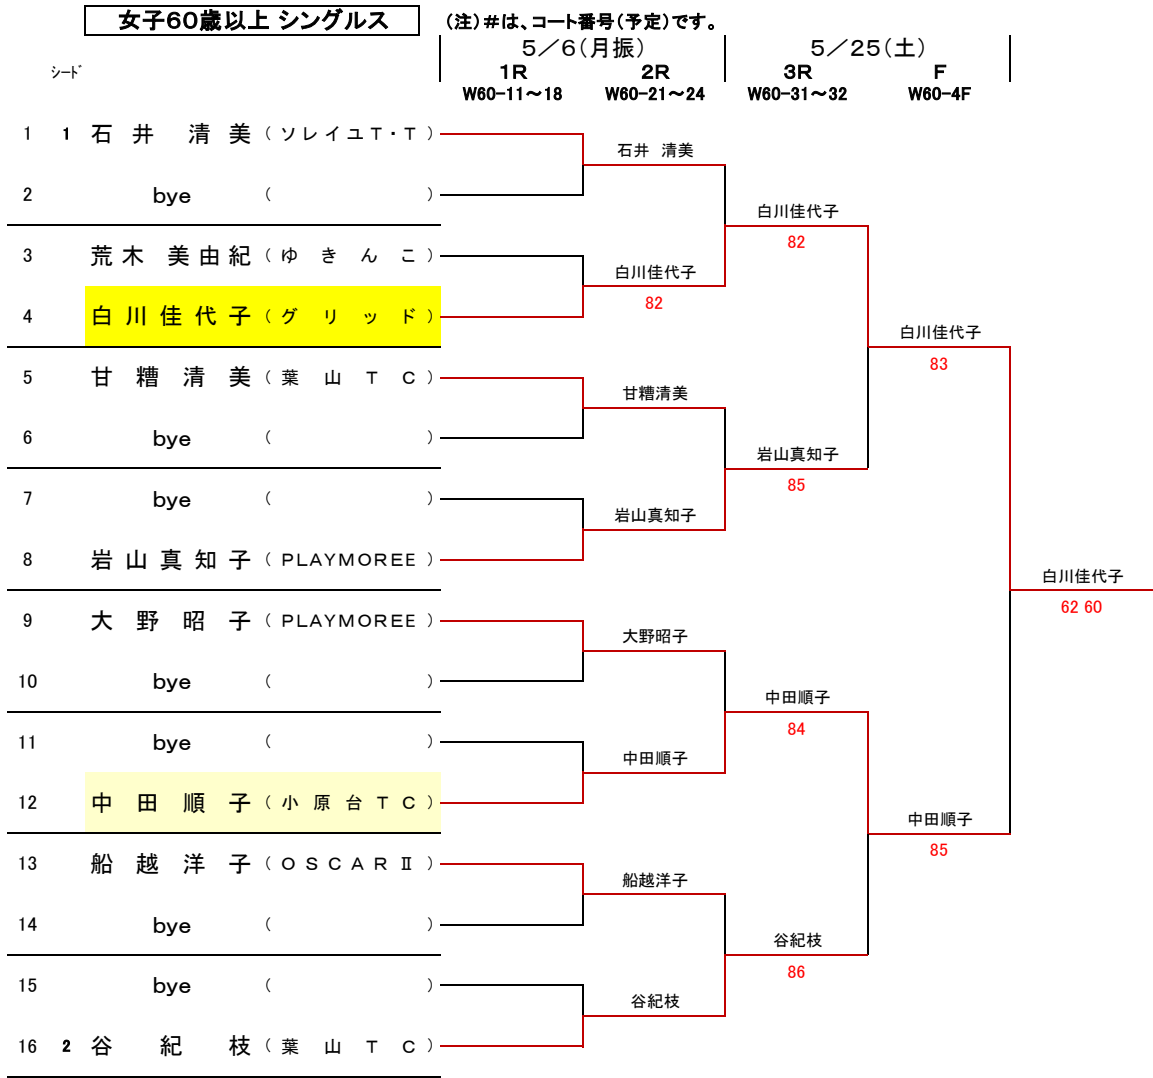 女子60歳以上 シングルス (注)#は、コート番号(予定)です。
5/6(月振) 5/25(土)
シード 1R 2R 3R F
W60-11~18 W60-21~24 W60-31~32 W60-4F
1 1 石井 清美 (ソレイユT・T)
石井 清美
2 bye ( )
白川佳代子
82
3 荒木 美由紀 (ゆきんこ)
白川佳代子
82
4 白川佳代子 (グリッド)
白川佳代子
83
5 甘糟清美 (葉山TC)
甘糟清美
6 bye ( )
岩山真知子
85
7 bye ( )
岩山真知子
8 岩山真知子 (PLAYMOREE)
白川佳代子
62 60
9 大野昭子 (PLAYMOREE)
大野昭子
10 bye ( )
中田順子
84
11 bye ( )
中田順子
12 中田順子 (小原台TC)
中田順子
85
13 船越洋子 (OSCARⅡ)
船越洋子
14 bye ( )
谷紀枝
86
15 bye ( )
谷紀枝
16 2 谷紀枝 (葉山TC)